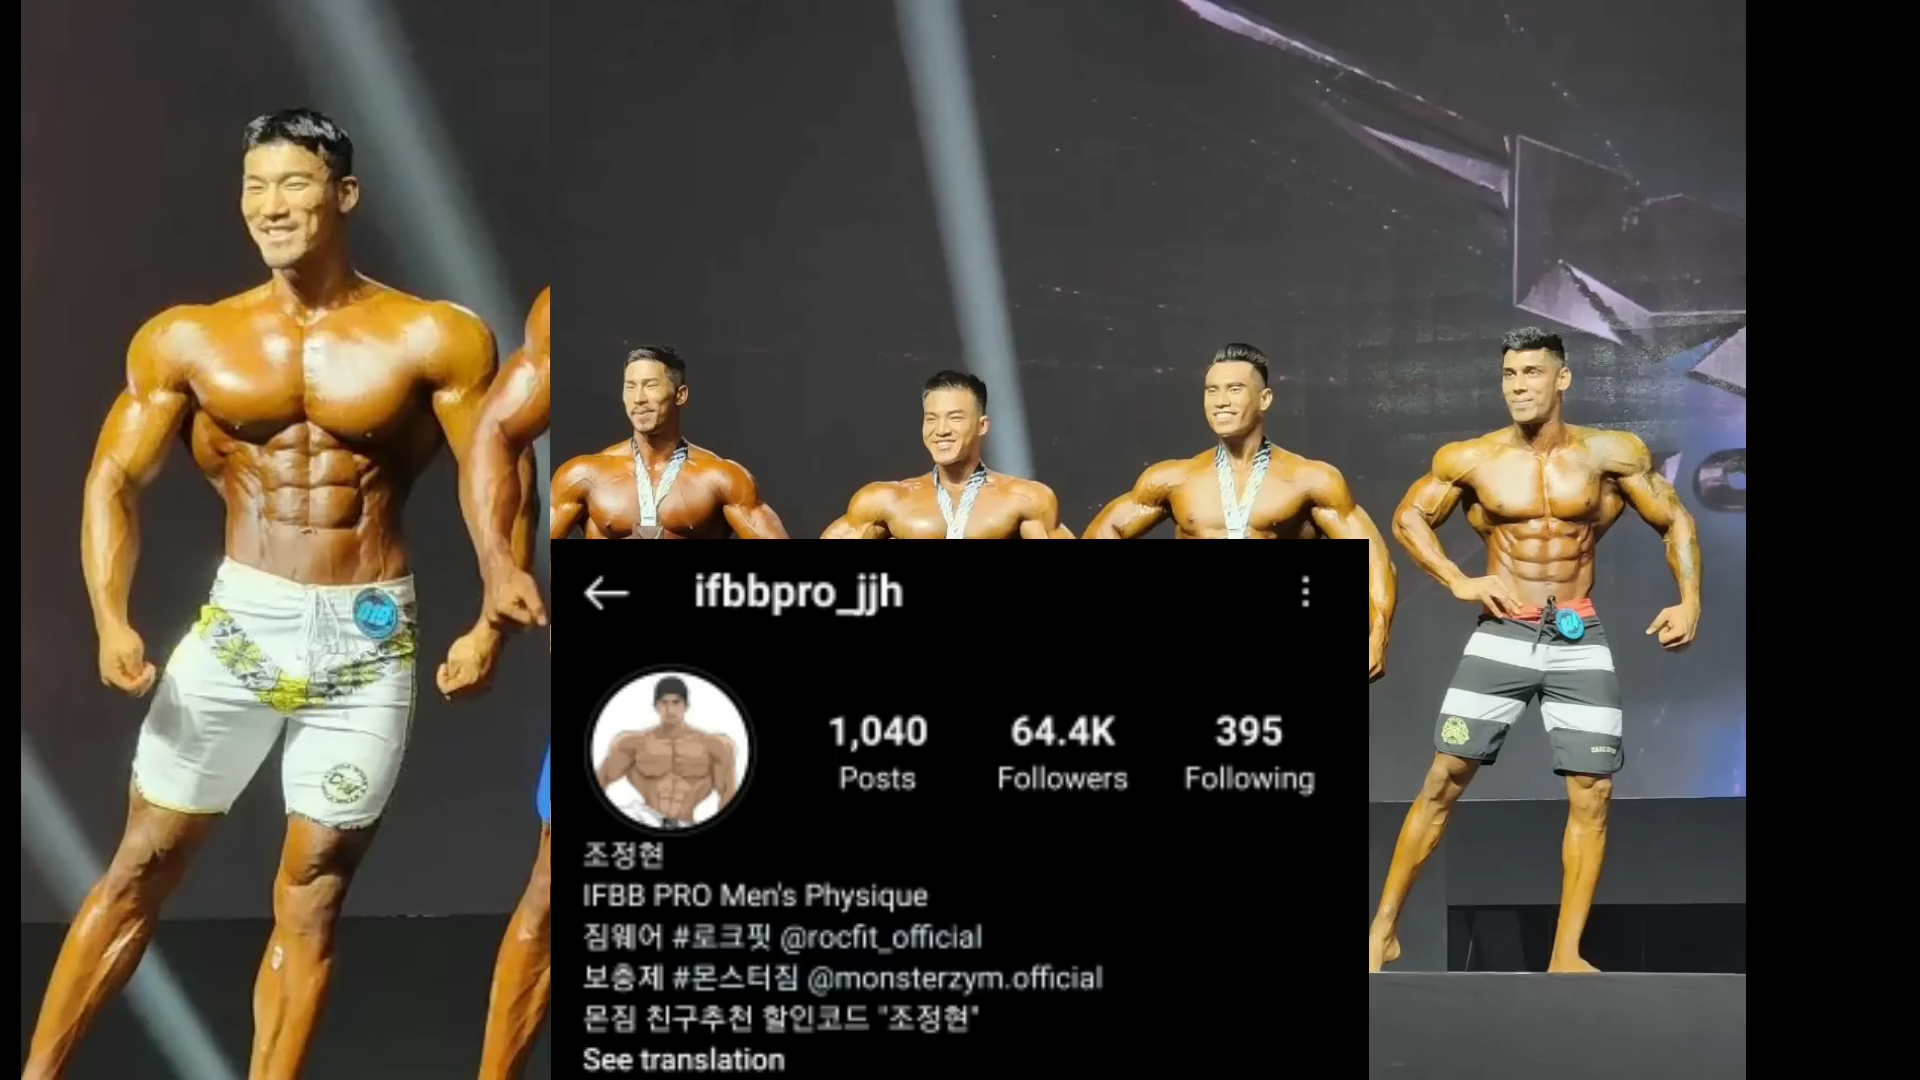 019
024
ifbbpro_jjh
1,040 64.4K 395
Posts Followers Following
조정현
IFBB PRO Men's Physique
짐웨어 #로크핏 @rocfit_official
보충제 #몬스터짐 @monsterzym.official
몬짐 친구추천 할인코드 "조정현"
See translation